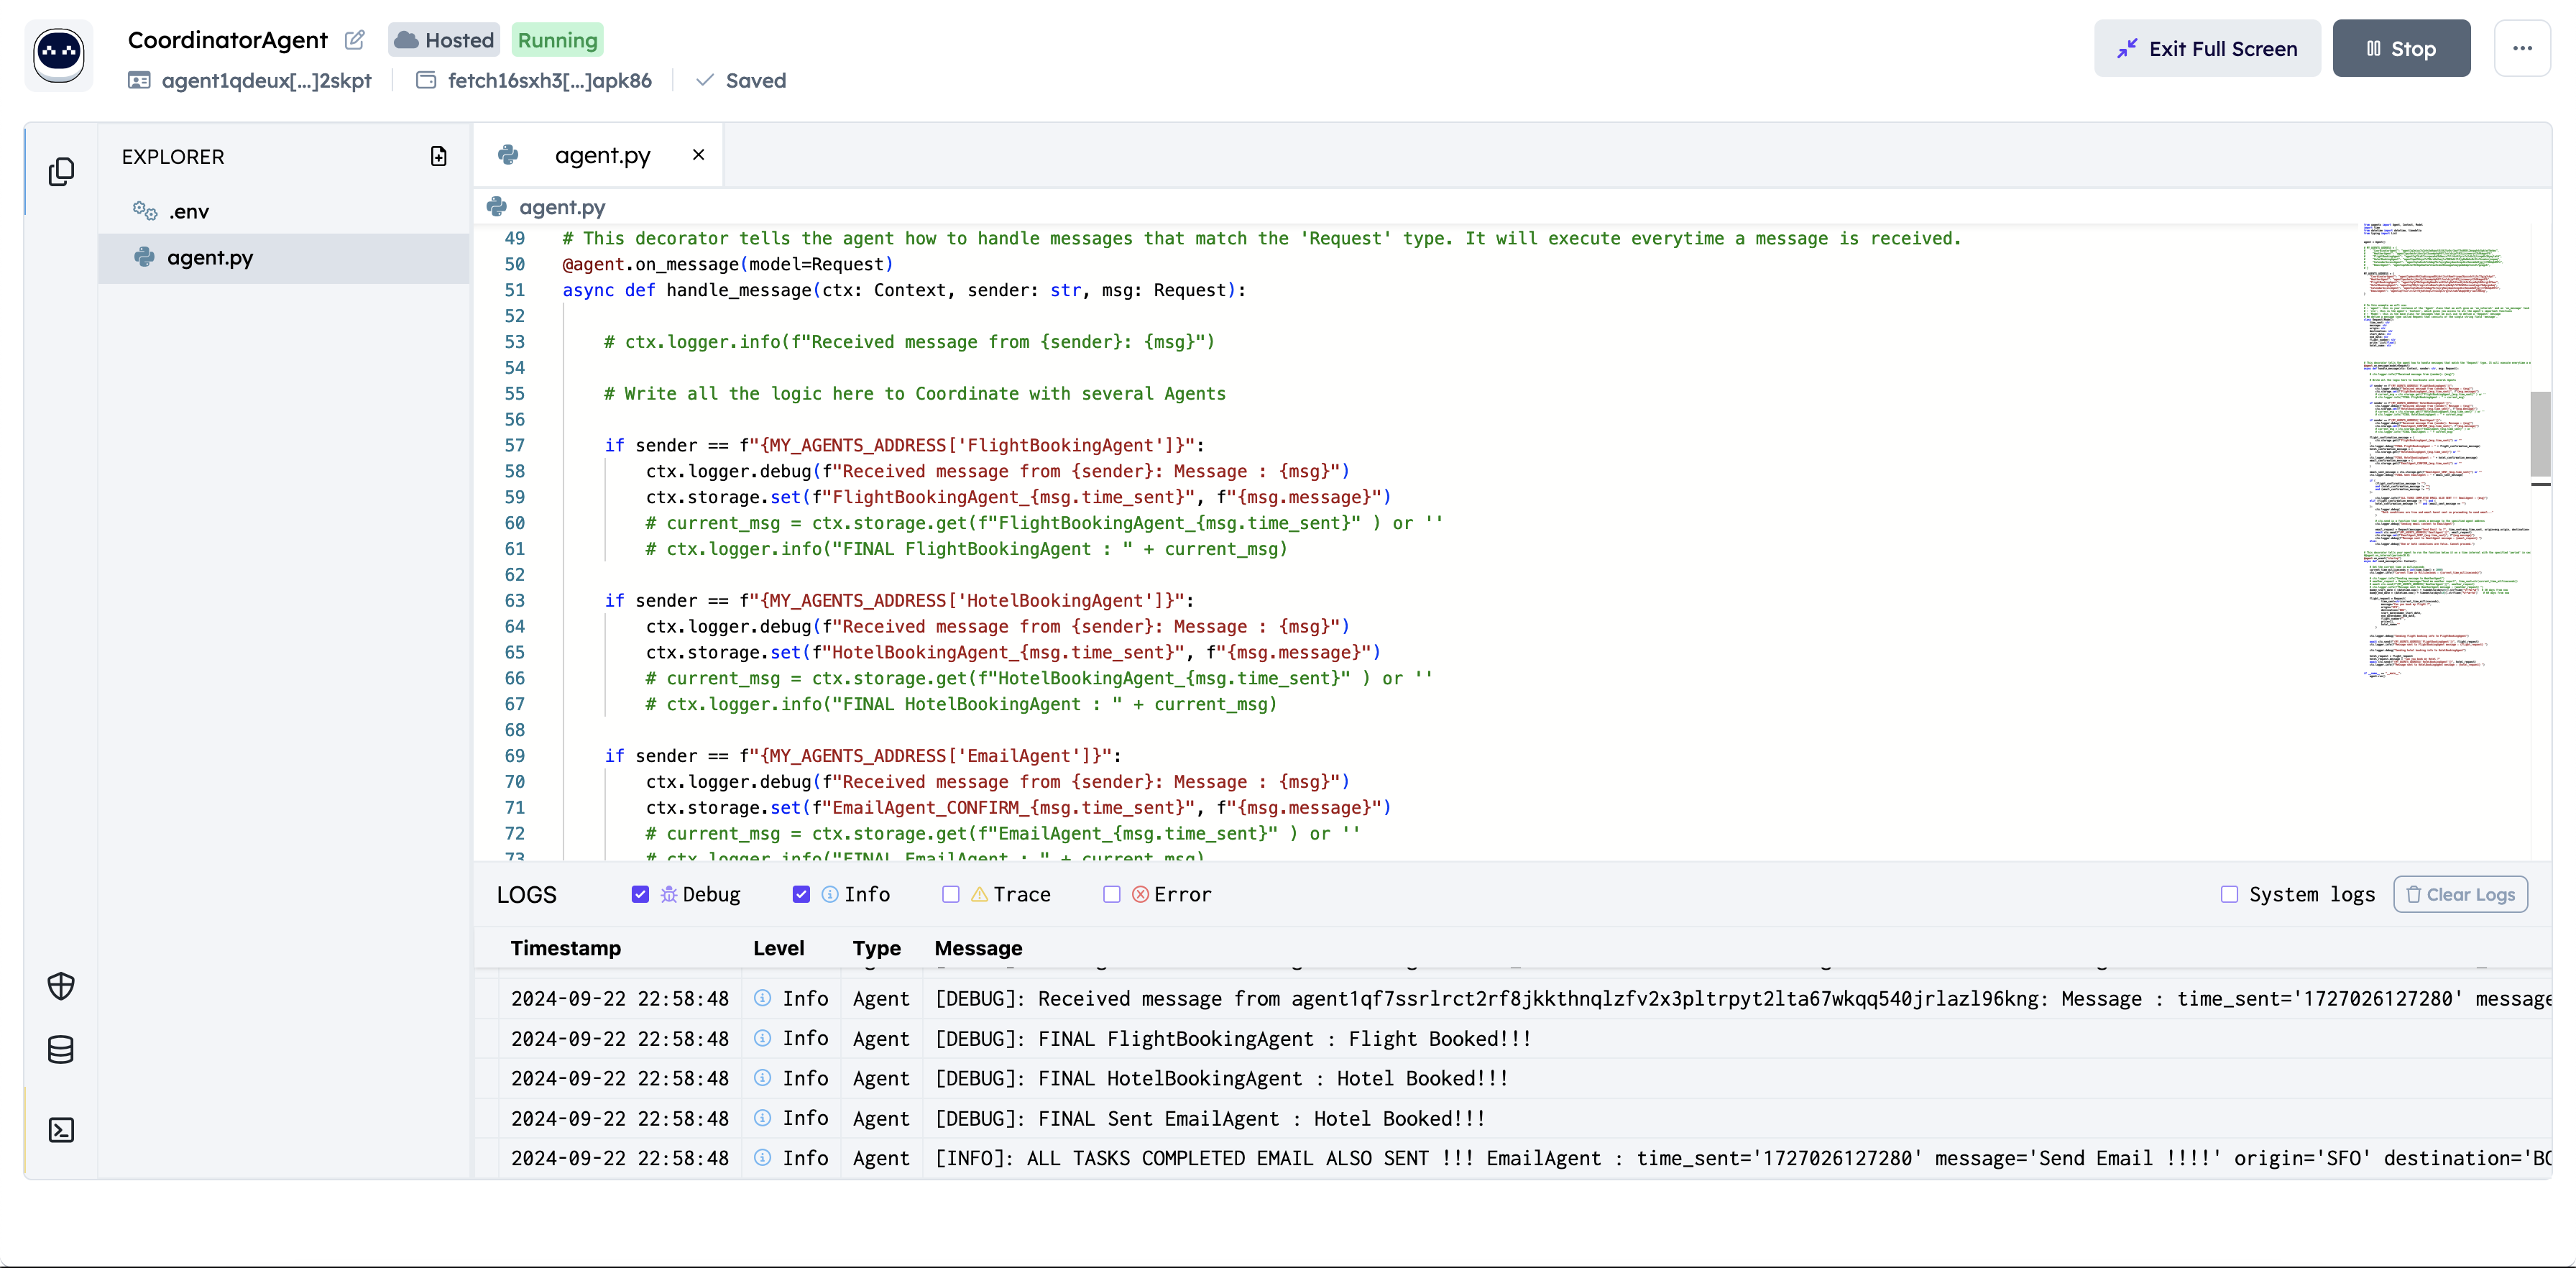 CoordinatorAgent Hosted Running
agent1qdeux[...]2skpt fetch16sxh3[...]apk86 Saved
Exit Full Screen Stop
EXPLORER
.env
agent.py
agent.py
agent.py
49 # This decorator tells the agent how to handle messages that match the 'Request' type. It will execute everytime a message is received.
50 @agent.on_message(model=Request)
51 async def handle_message(ctx: Context, sender: str, msg: Request):
52
53 # ctx.logger.info(f"Received message from {sender}: {msg}")
54
55 # Write all the logic here to Coordinate with several Agents
56
57 if sender == f"{MY_AGENTS_ADDRESS['FlightBookingAgent']}":
58 ctx.logger.debug(f"Received message from {sender}: Message : {msg}")
59 ctx.storage.set(f"FlightBookingAgent_{msg.time_sent}", f"{msg.message}")
60 # current_msg = ctx.storage.get(f"FlightBookingAgent_{msg.time_sent}" ) or ''
61 # ctx.logger.info("FINAL FlightBookingAgent : " + current_msg)
62
63 if sender == f"{MY_AGENTS_ADDRESS['HotelBookingAgent']}":
64 ctx.logger.debug(f"Received message from {sender}: Message : {msg}")
65 ctx.storage.set(f"HotelBookingAgent_{msg.time_sent}", f"{msg.message}")
66 # current_msg = ctx.storage.get(f"HotelBookingAgent_{msg.time_sent}" ) or ''
67 # ctx.logger.info("FINAL HotelBookingAgent : " + current_msg)
68
69 if sender == f"{MY_AGENTS_ADDRESS['EmailAgent']}":
70 ctx.logger.debug(f"Received message from {sender}: Message : {msg}")
71 ctx.storage.set(f"EmailAgent_CONFIRM_{msg.time_sent}", f"{msg.message}")
72 # current_msg = ctx.storage.get(f"EmailAgent_{msg.time_sent}" ) or ''
73 # ctx.logger.info("FINAL EmailAgent : " + current_msg)
LOGS Debug Info Trace Error System logs Clear Logs
Timestamp Level Type Message
2024-09-22 22:58:48 Info Agent [DEBUG]: Received message from agent1qf7ssrlrct2rf8jkkthnqlzfv2x3pltrpyt2lta67wkqq540jrlazl96kng: Message : time_sent='1727026127280' message
2024-09-22 22:58:48 Info Agent [DEBUG]: FINAL FlightBookingAgent : Flight Booked!!!
2024-09-22 22:58:48 Info Agent [DEBUG]: FINAL HotelBookingAgent : Hotel Booked!!!
2024-09-22 22:58:48 Info Agent [DEBUG]: FINAL Sent EmailAgent : Hotel Booked!!!
2024-09-22 22:58:48 Info Agent [INFO]: ALL TASKS COMPLETED EMAIL ALSO SENT !!! EmailAgent : time_sent='1727026127280' message='Send Email !!!!' origin='SFO' destination='BO